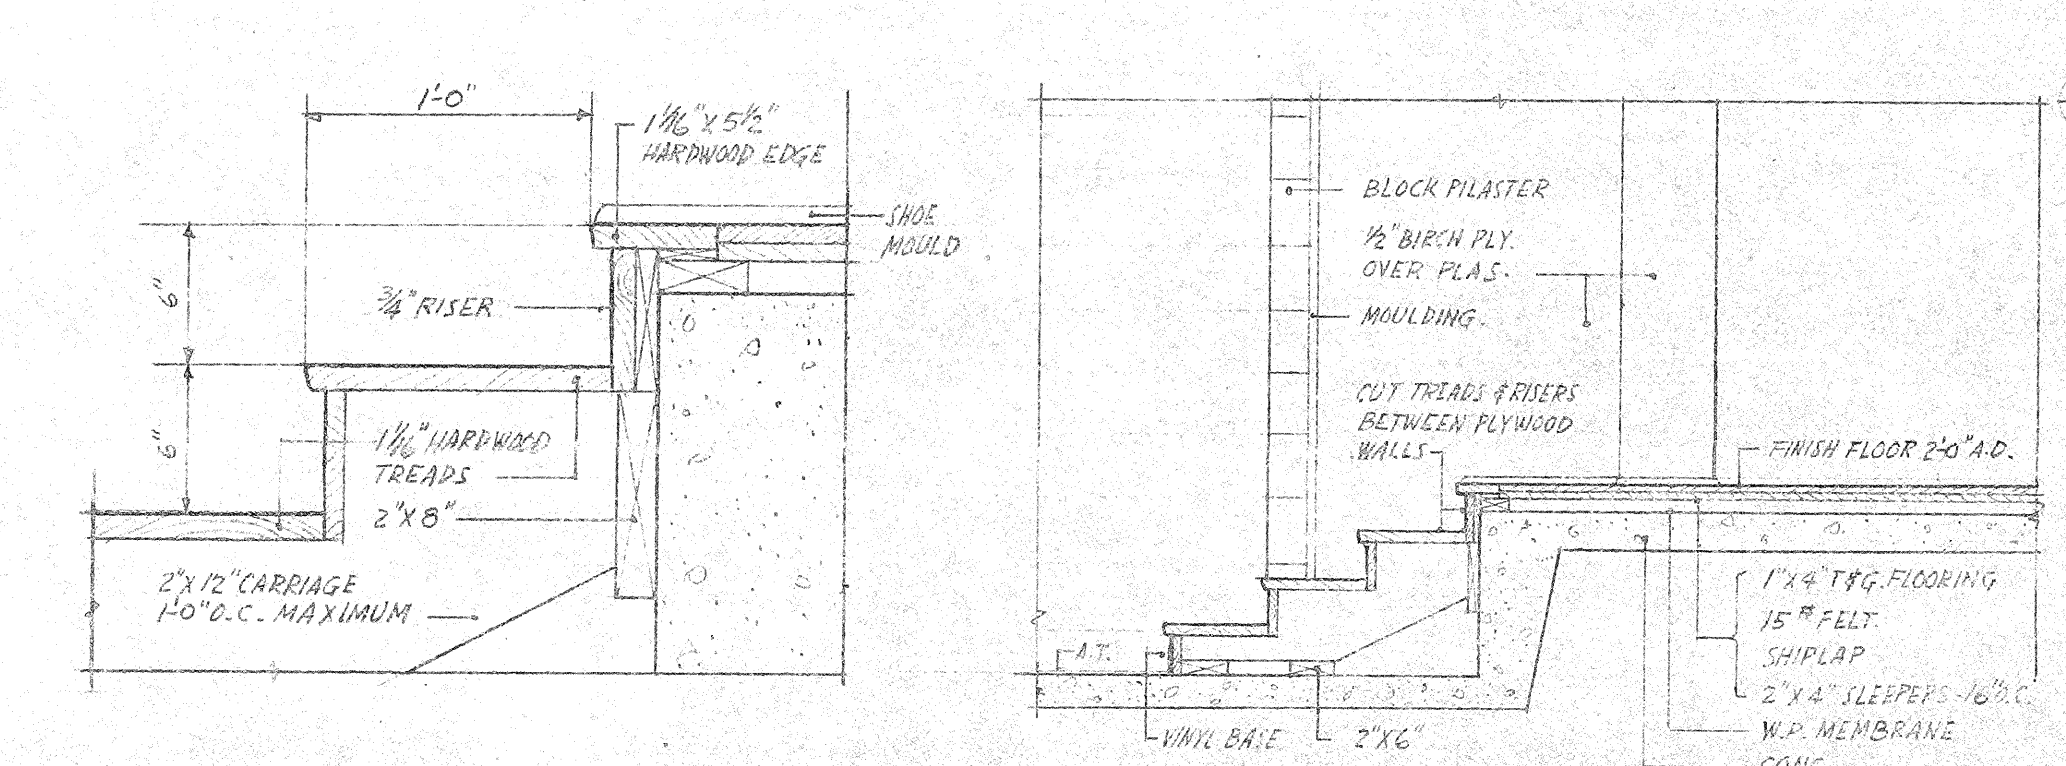 1'-0"
1 1/16" X 5 1/2"
HARDWOOD EDGE
SHOE
MOULD
6"
3/4" RISER
6"
1 1/16" HARDWOOD
TREADS
2" X 8"
2" X 12" CARRIAGE
1'-0" O.C. MAXIMUM
BLOCK PILASTER
1/2" BIRCH PLY.
OVER PLAS.
MOULDING.
CUT TREADS & RISERS
BETWEEN PLYWOOD
WALLS
FINISH FLOOR 2'-0" A.D.
1" X 4" T&G. FLOORING
15 # FELT.
SHIPLAP
2" X 4" SLEEPERS-16" O.C.
W.P. MEMBRANE
CONC
A.T.
VINYL BASE
2" X 6"